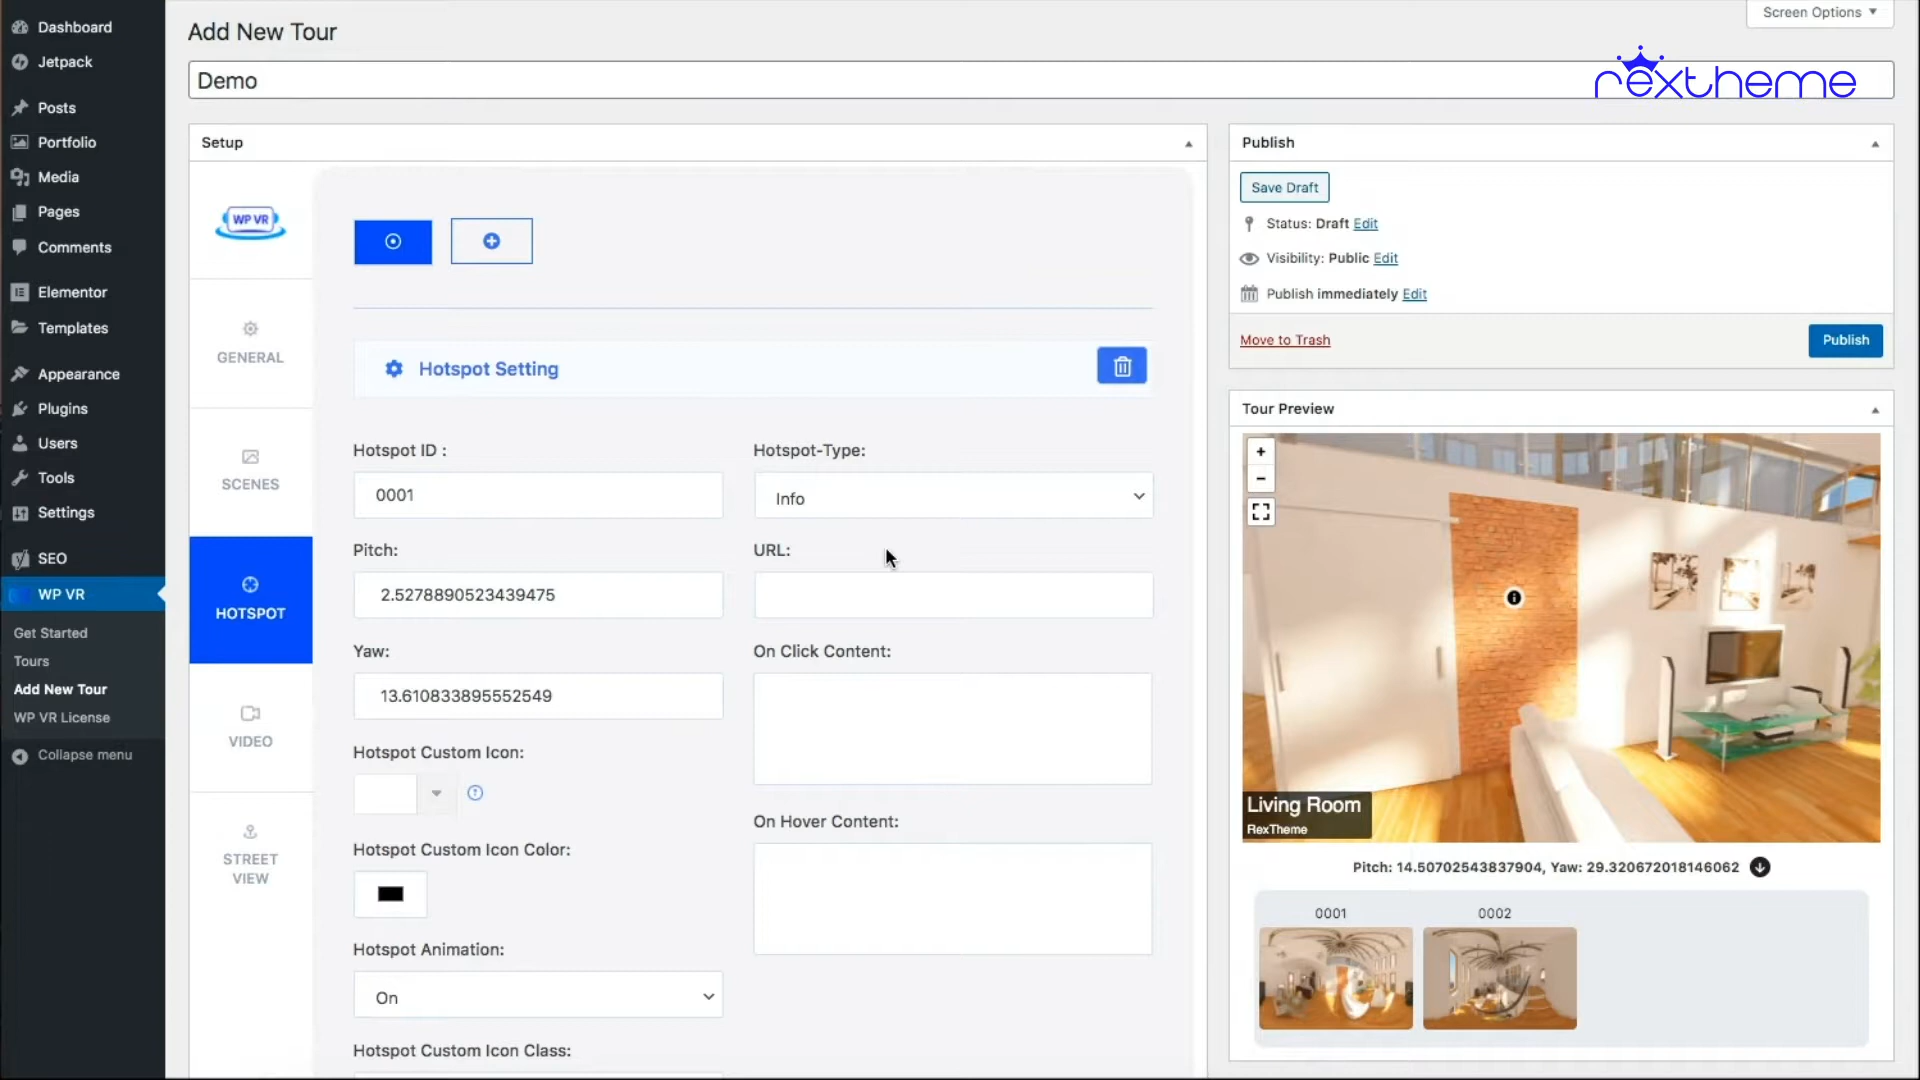 Dashboard
Jetpack
Posts
Portfolio
Media
Pages
Comments
Elementor
Templates
Appearance
Plugins
Users
Tools
Settings
SEO
WP VR
Get Started
Tours
Add New Tour
WP VR License
Collapse menu
Screen Options
Add New Tour
Demo
rextheme
Setup
WP VR
GENERAL
SCENES
HOTSPOT
VIDEO
STREET
VIEW
Hotspot Setting
Hotspot ID :
0001
Pitch:
2.5278890523439475
Yaw:
13.610833895552549
Hotspot Custom Icon:
Hotspot Custom Icon Color:
Hotspot Animation:
On
Hotspot Custom Icon Class:
Hotspot-Type:
Info
URL:
On Click Content:
On Hover Content:
Publish
Save Draft
Status: Draft Edit
Visibility: Public Edit
Publish immediately Edit
Move to Trash
Publish
Tour Preview
+
-
Living Room
RexTheme
Pitch: 14.50702543837904, Yaw: 29.320672018146062
0001
0002